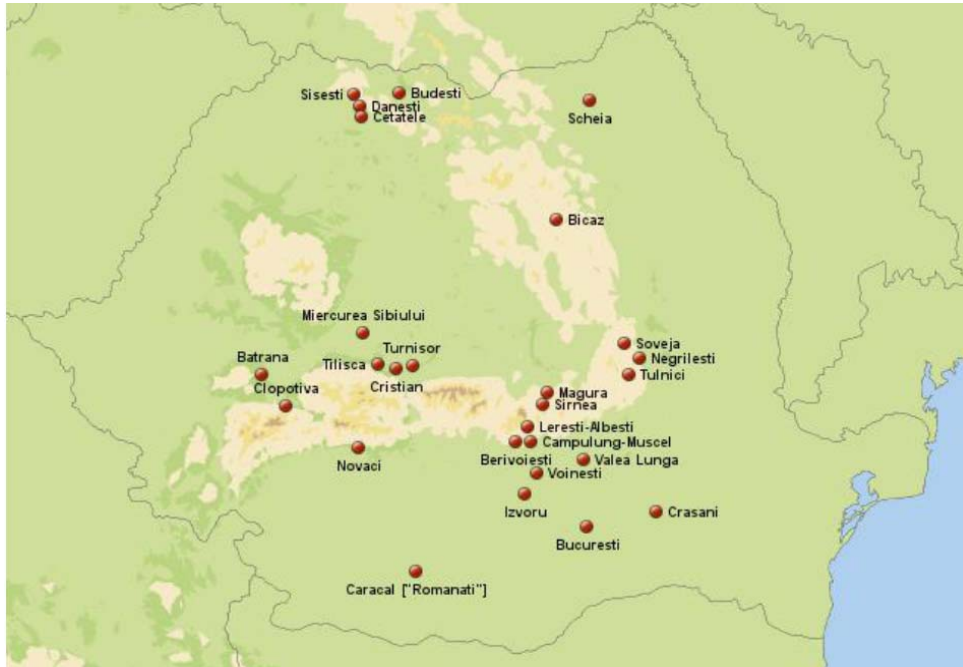 Sisesti
Budesti
Danesti
Cetatele
Scheia
Bicaz
Miercurea Sibiului
Turnisor
Soveja
Batrana
Tilisca
Negrilesti
Clopotiva
Cristian
Tulnici
Magura
Sirnea
Leresti-Albesti
Campulung-Muscel
Novaci
Berivoiesti
Valea Lunga
Voinesti
Izvoru
Crasani
Bucuresti
Caracal ["Romanati"]